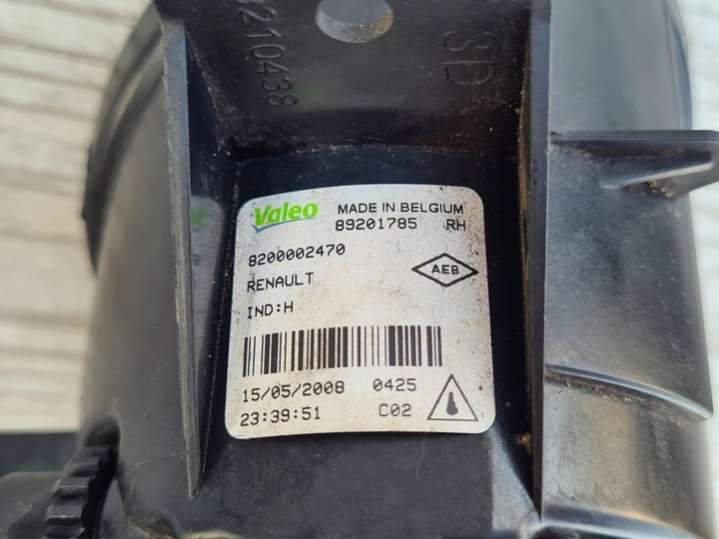 8210438
3D
Valeo MADE IN BELGIUM
89201785 RH
8200002470
RENAULT AEB
IND:H
15/05/2008 0425
23:39:51 C02